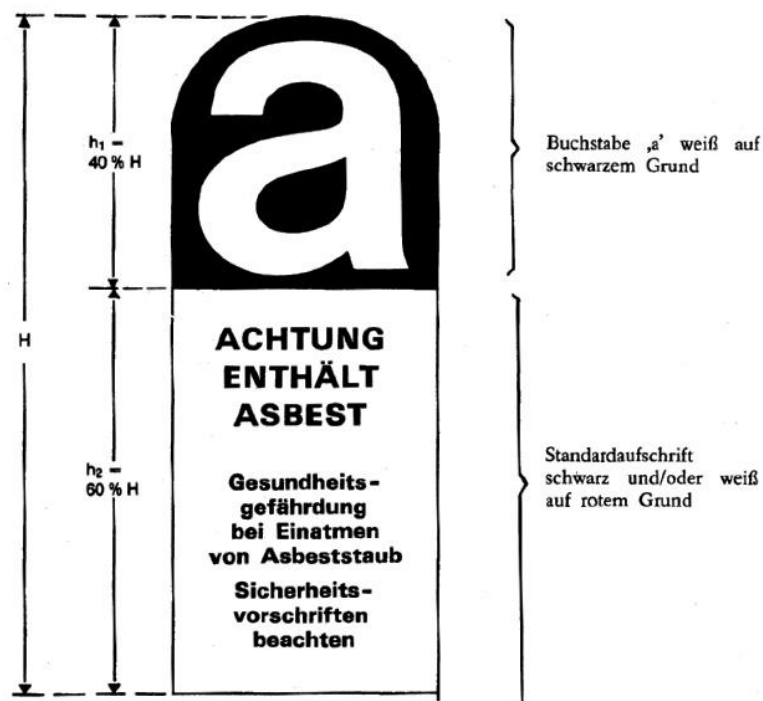 a
h₁ =
40 % H
Buchstabe ‚a’ weiß auf
schwarzem Grund
H
ACHTUNG
ENTHÄLT
ASBEST
h₂ =
60 % H
Gesundheits-
gefährdung
bei Einatmen
von Asbeststaub
Sicherheits-
vorschriften
beachten
Standardaufschrift
schwarz und/oder weiß
auf rotem Grund